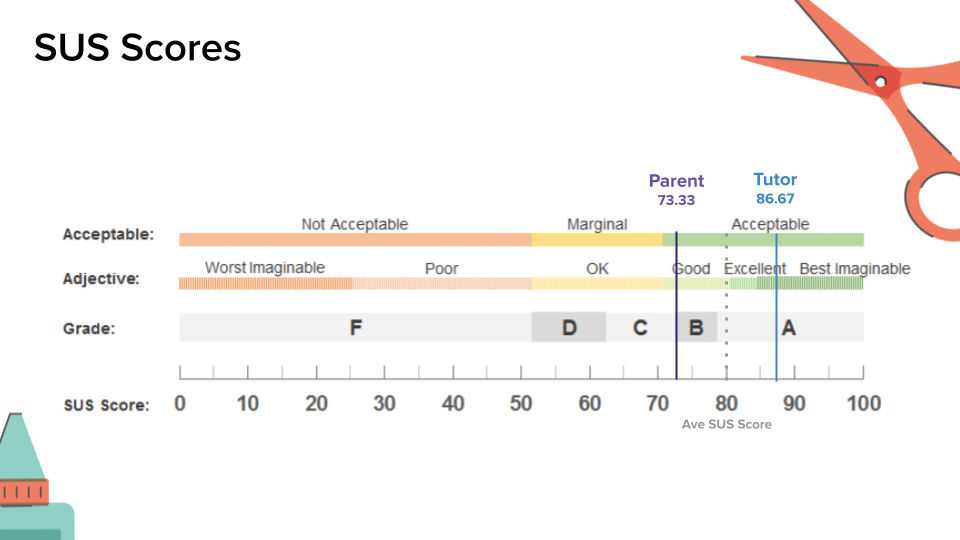 SUS Scores
Parent Tutor
73.33 86.67
Acceptable: Not Acceptable Marginal Acceptable
Adjective: Worst Imaginable Poor OK Good Excellent Best Imaginable
Grade: F D C B A
SUS Score: 0 10 20 30 40 50 60 70 80 90 100
Ave SUS Score